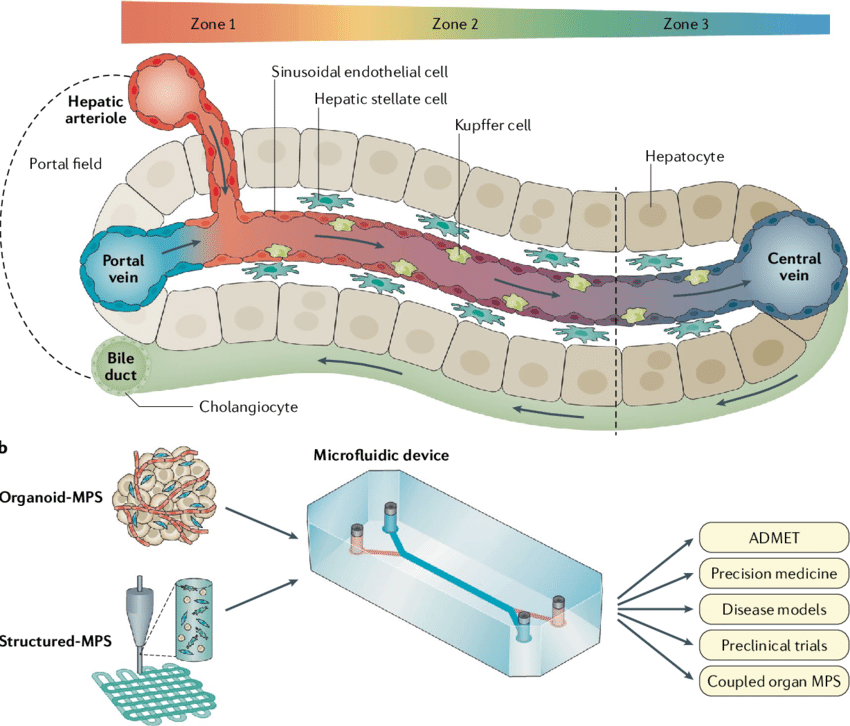 Zone 1
Zone 2
Zone 3
Sinusoidal endothelial cell
Hepatic
arteriole
Hepatic stellate cell
Kupffer cell
Hepatocyte
Portal field
Portal
vein
Central
vein
Bile
duct
Cholangiocyte
b
Microfluidic device
Organoid-MPS
Structured-MPS
ADMET
Precision medicine
Disease models
Preclinical trials
Coupled organ MPS